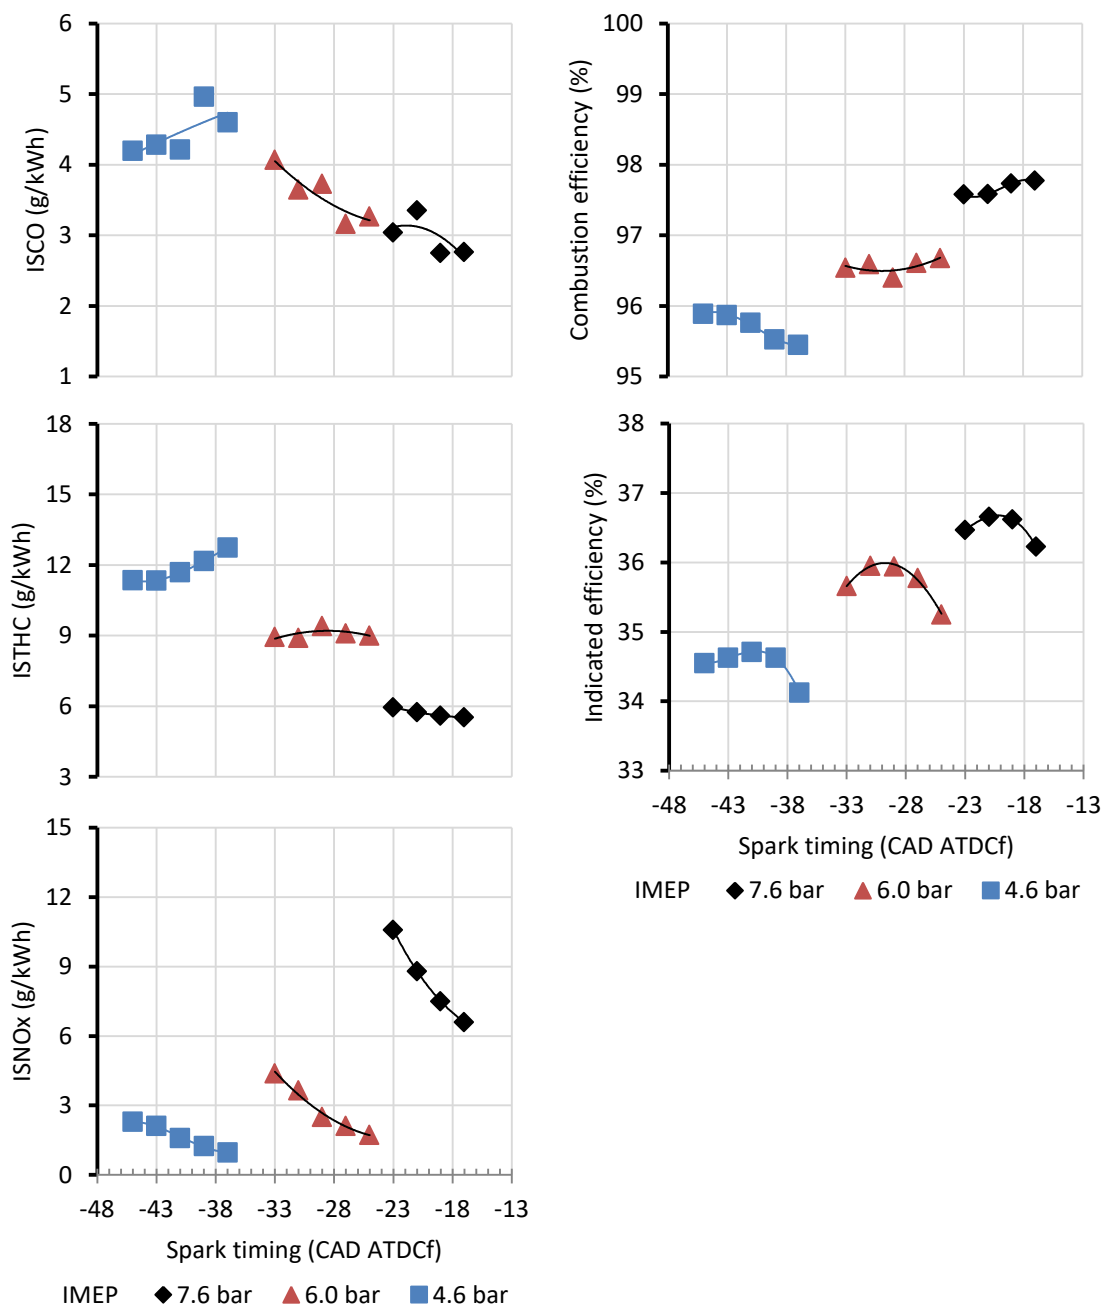 6
5
4
3
2
1
ISCO (g/kWh)
100
99
98
97
96
95
Combustion efficiency (%)
18
15
12
9
6
3
ISTHC (g/kWh)
38
37
36
35
34
33
Indicated efficiency (%)
-48 -43 -38 -33 -28 -23 -18 -13
Spark timing (CAD ATDCf)
IMEP 7.6 bar 6.0 bar 4.6 bar
15
12
9
6
3
0
ISNOx (g/kWh)
-48 -43 -38 -33 -28 -23 -18 -13
Spark timing (CAD ATDCf)
IMEP 7.6 bar 6.0 bar 4.6 bar